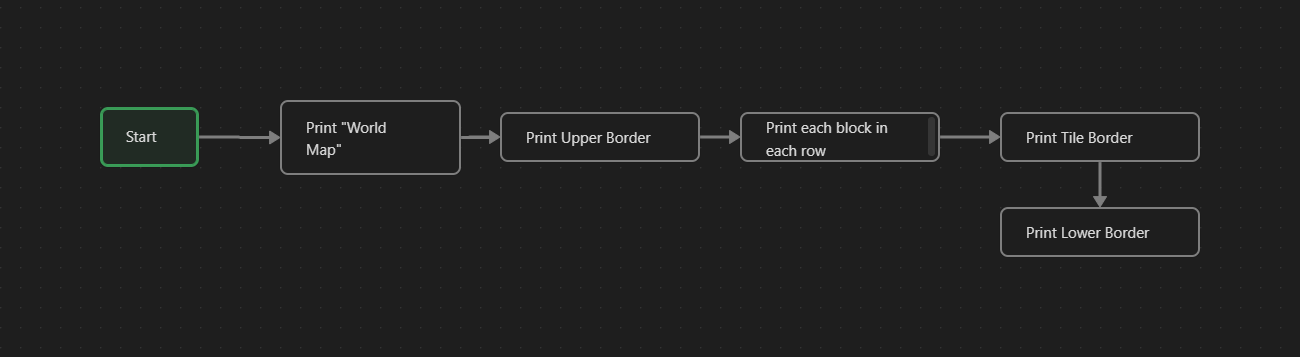 Start
Print "World
Map"
Print Upper Border
Print each block in
each row
Print Tile Border
Print Lower Border